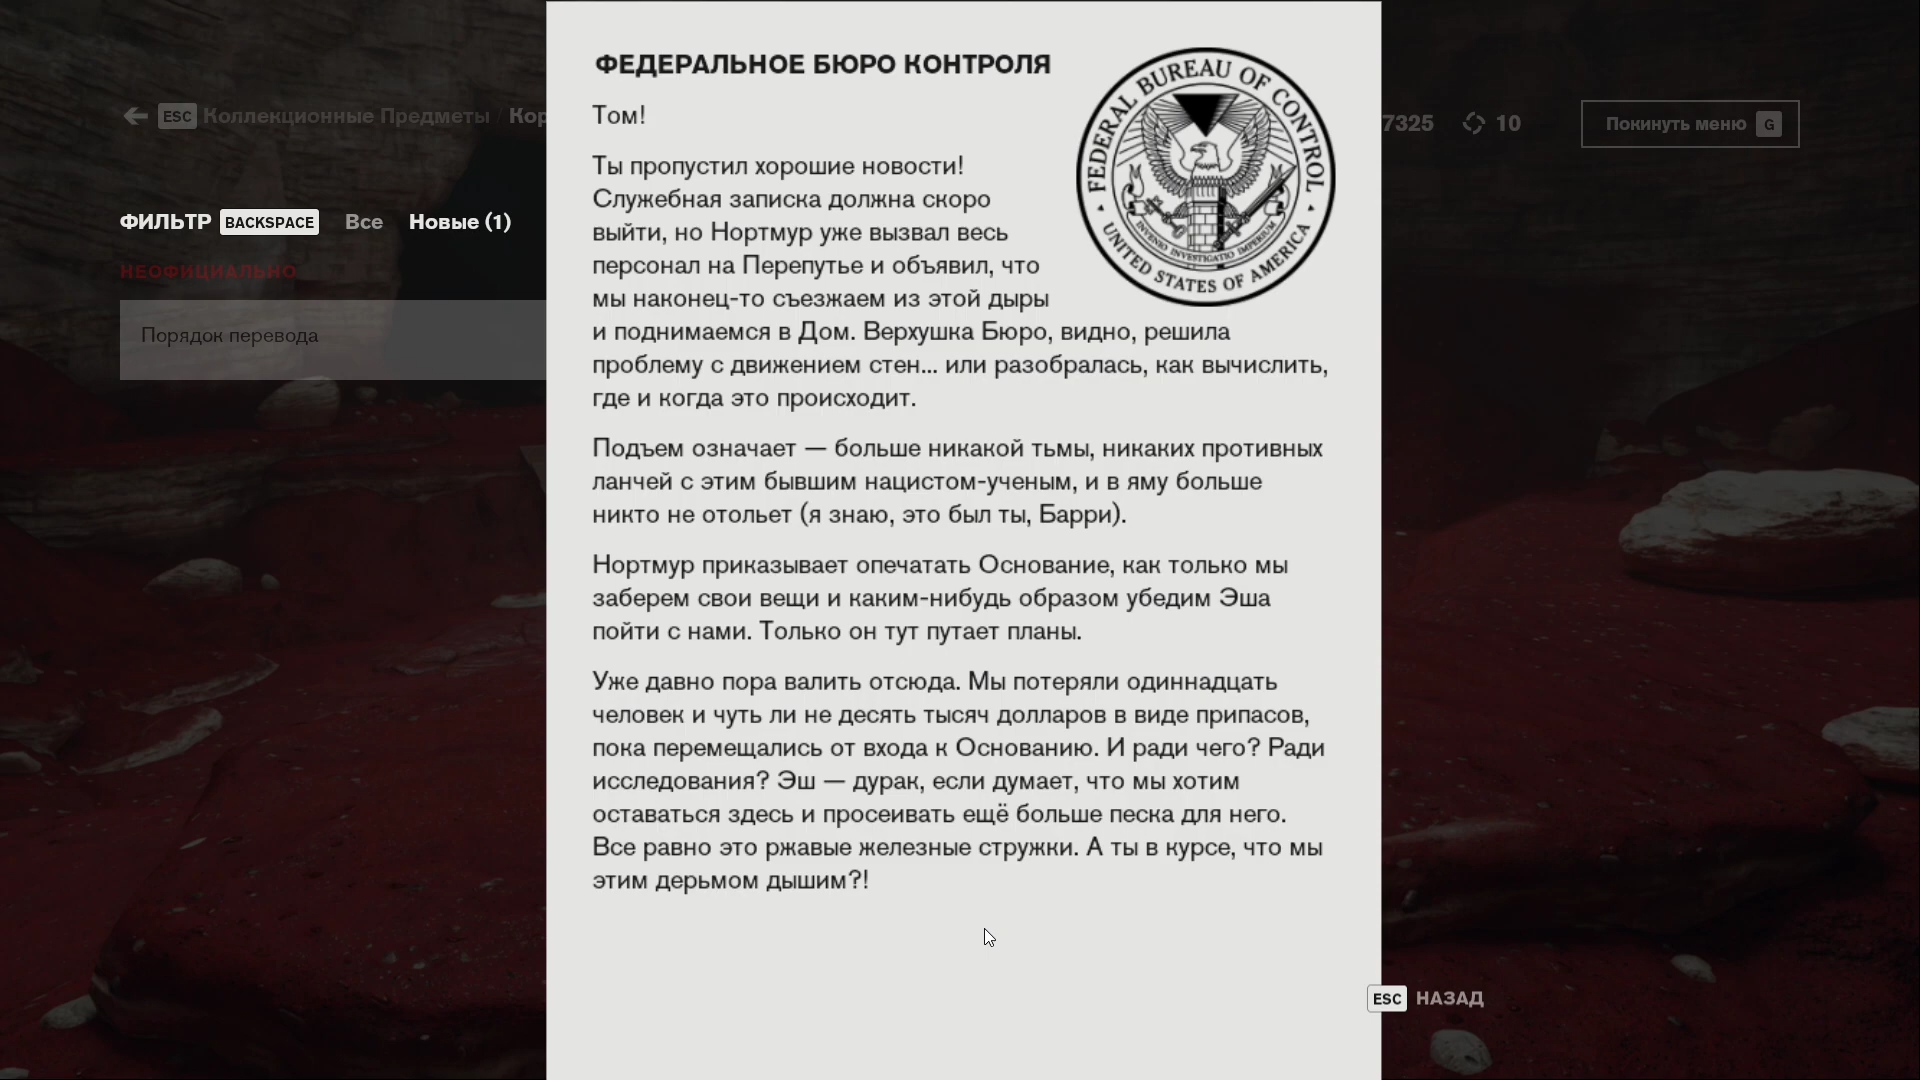 ФЕДЕРАЛЬНОЕ БЮРО КОНТРОЛЯ
FEDERAL BUREAU OF CONTROL
UNITED STATES OF AMERICA
INVENIO INVESTIGATIO IMPERIUM
ESC Коллекционные Предметы / Кор
7325 10
Покинуть меню G
ФИЛЬТР BACKSPACE Все Новые (1)
НЕОФИЦИАЛЬНО
Порядок перевода
Том!
Ты пропустил хорошие новости!
Служебная записка должна скоро
выйти, но Нортмур уже вызвал весь
персонал на Перепутье и объявил, что
мы наконец-то съезжаем из этой дыры
и поднимаемся в Дом. Верхушка Бюро, видно, решила
проблему с движением стен... или разобралась, как вычислить,
где и когда это происходит.
Подъем означает — больше никакой тьмы, никаких противных
ланчей с этим бывшим нацистом-ученым, и в яму больше
никто не отольет (я знаю, это был ты, Барри).
Нортмур приказывает опечатать Основание, как только мы
заберем свои вещи и каким-нибудь образом убедим Эша
пойти с нами. Только он тут путает планы.
Уже давно пора валить отсюда. Мы потеряли одиннадцать
человек и чуть ли не десять тысяч долларов в виде припасов,
пока перемещались от входа к Основанию. И ради чего? Ради
исследования? Эш — дурак, если думает, что мы хотим
оставаться здесь и просеивать ещё больше песка для него.
Все равно это ржавые железные стружки. А ты в курсе, что мы
этим дерьмом дышим?!
ESC НАЗАД